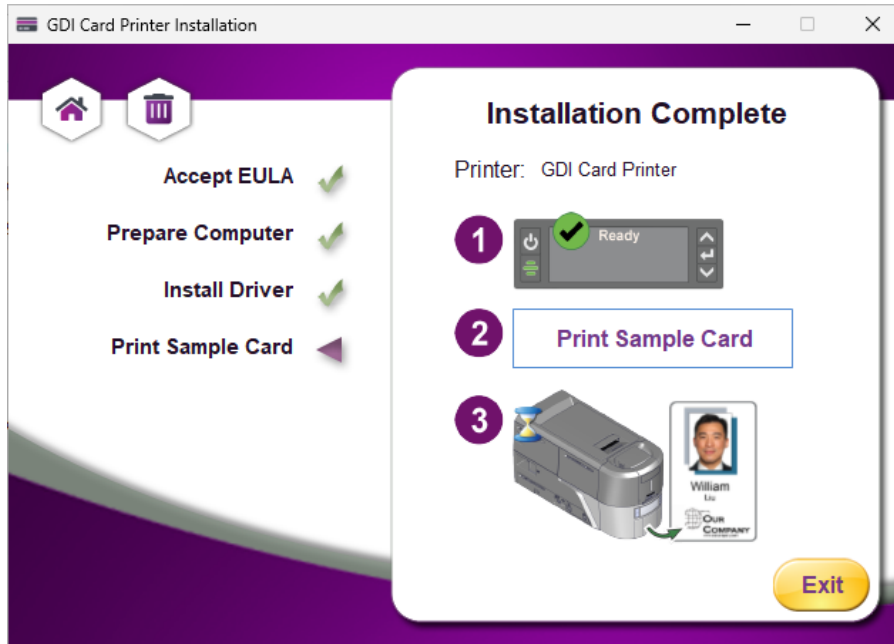 GDI Card Printer Installation
Accept EULA
Prepare Computer
Install Driver
Print Sample Card
Installation Complete
Printer: GDI Card Printer
1
Ready
2
Print Sample Card
3
William
Liu
OUR
COMPANY
Exit